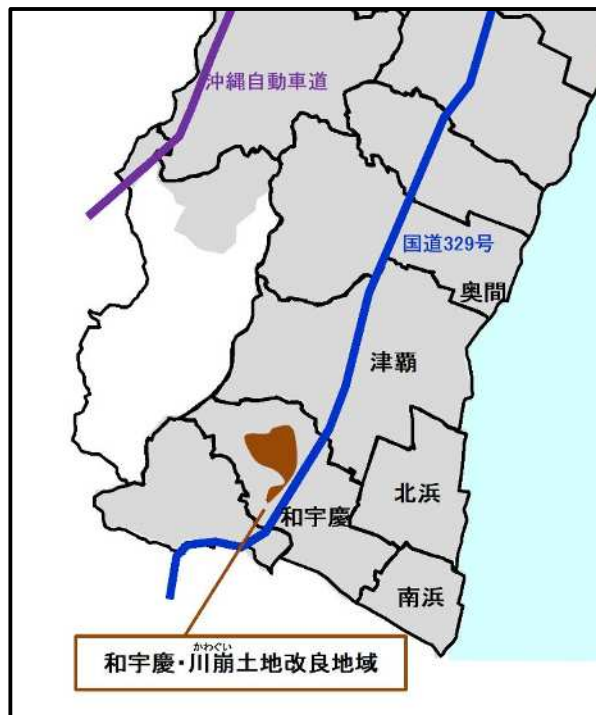 沖縄自動車道
国道329号
奥間
津覇
北浜
和宇慶
南浜
かわぐい
和宇慶・川崩土地改良地域